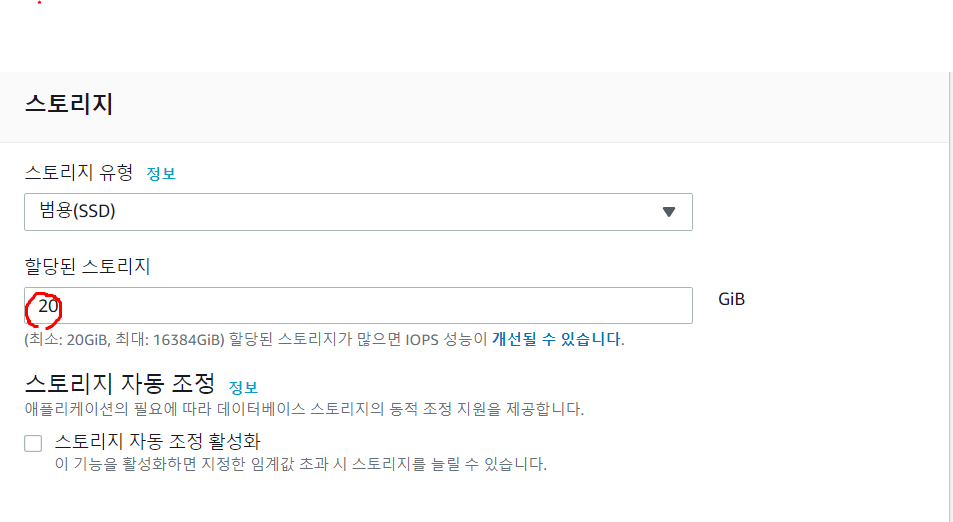 스토리지
스토리지 유형 정보
범용(SSD)
할당된 스토리지
20 GiB
(최소: 20GiB, 최대: 16384GiB) 할당된 스토리지가 많으면 IOPS 성능이 개선될 수 있습니다.
스토리지 자동 조정 정보
애플리케이션의 필요에 따라 데이터베이스 스토리지의 동적 조정 지원을 제공합니다.
스토리지 자동 조정 활성화
이 기능을 활성화하면 지정한 임계값 초과 시 스토리지를 늘릴 수 있습니다.